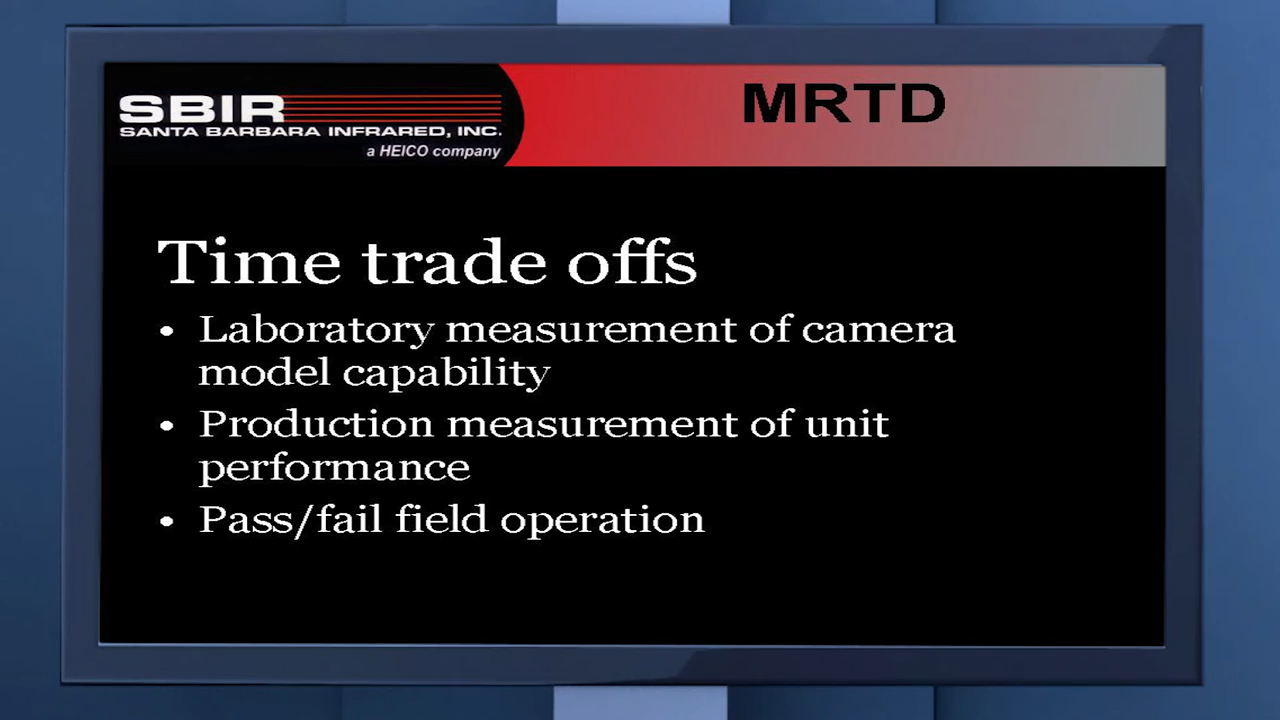 SBIR
SANTA BARBARA INFRARED, INC.
a HEICO company
MRTD
Time trade offs
• Laboratory measurement of camera
model capability
• Production measurement of unit
performance
• Pass/fail field operation